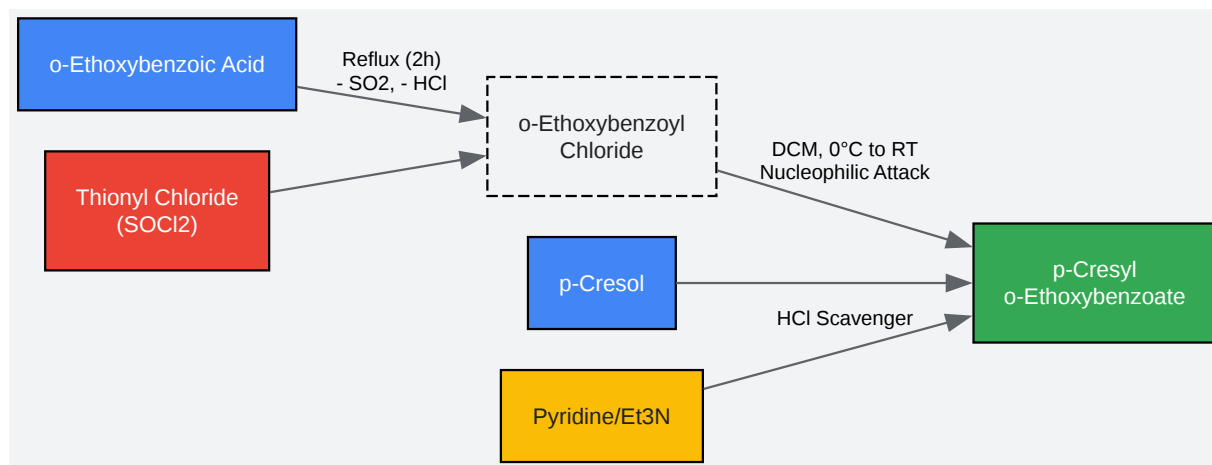 o-Ethoxybenzoic Acid
Reflux (2h)
- SO2, - HCl
o-Ethoxybenzoyl
Chloride
Thionyl Chloride
(SOCl2)
DCM, 0°C to RT
Nucleophilic Attack
p-Cresol
p-Cresyl
o-Ethoxybenzoate
HCl Scavenger
Pyridine/Et3N